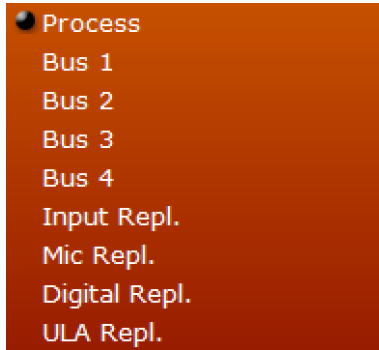 Process
Bus 1
Bus 2
Bus 3
Bus 4
Input Repl.
Mic Repl.
Digital Repl.
ULA Repl.